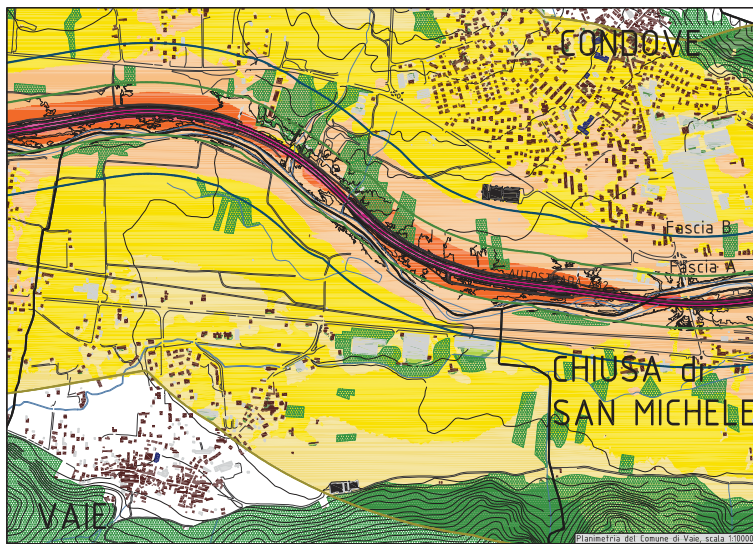 CONDOVE
Fascia B
Fascia A
CHIUSA di
SAN MICHELE
VAIE
Planimetria del Comune di Vaie, scala 1:10000